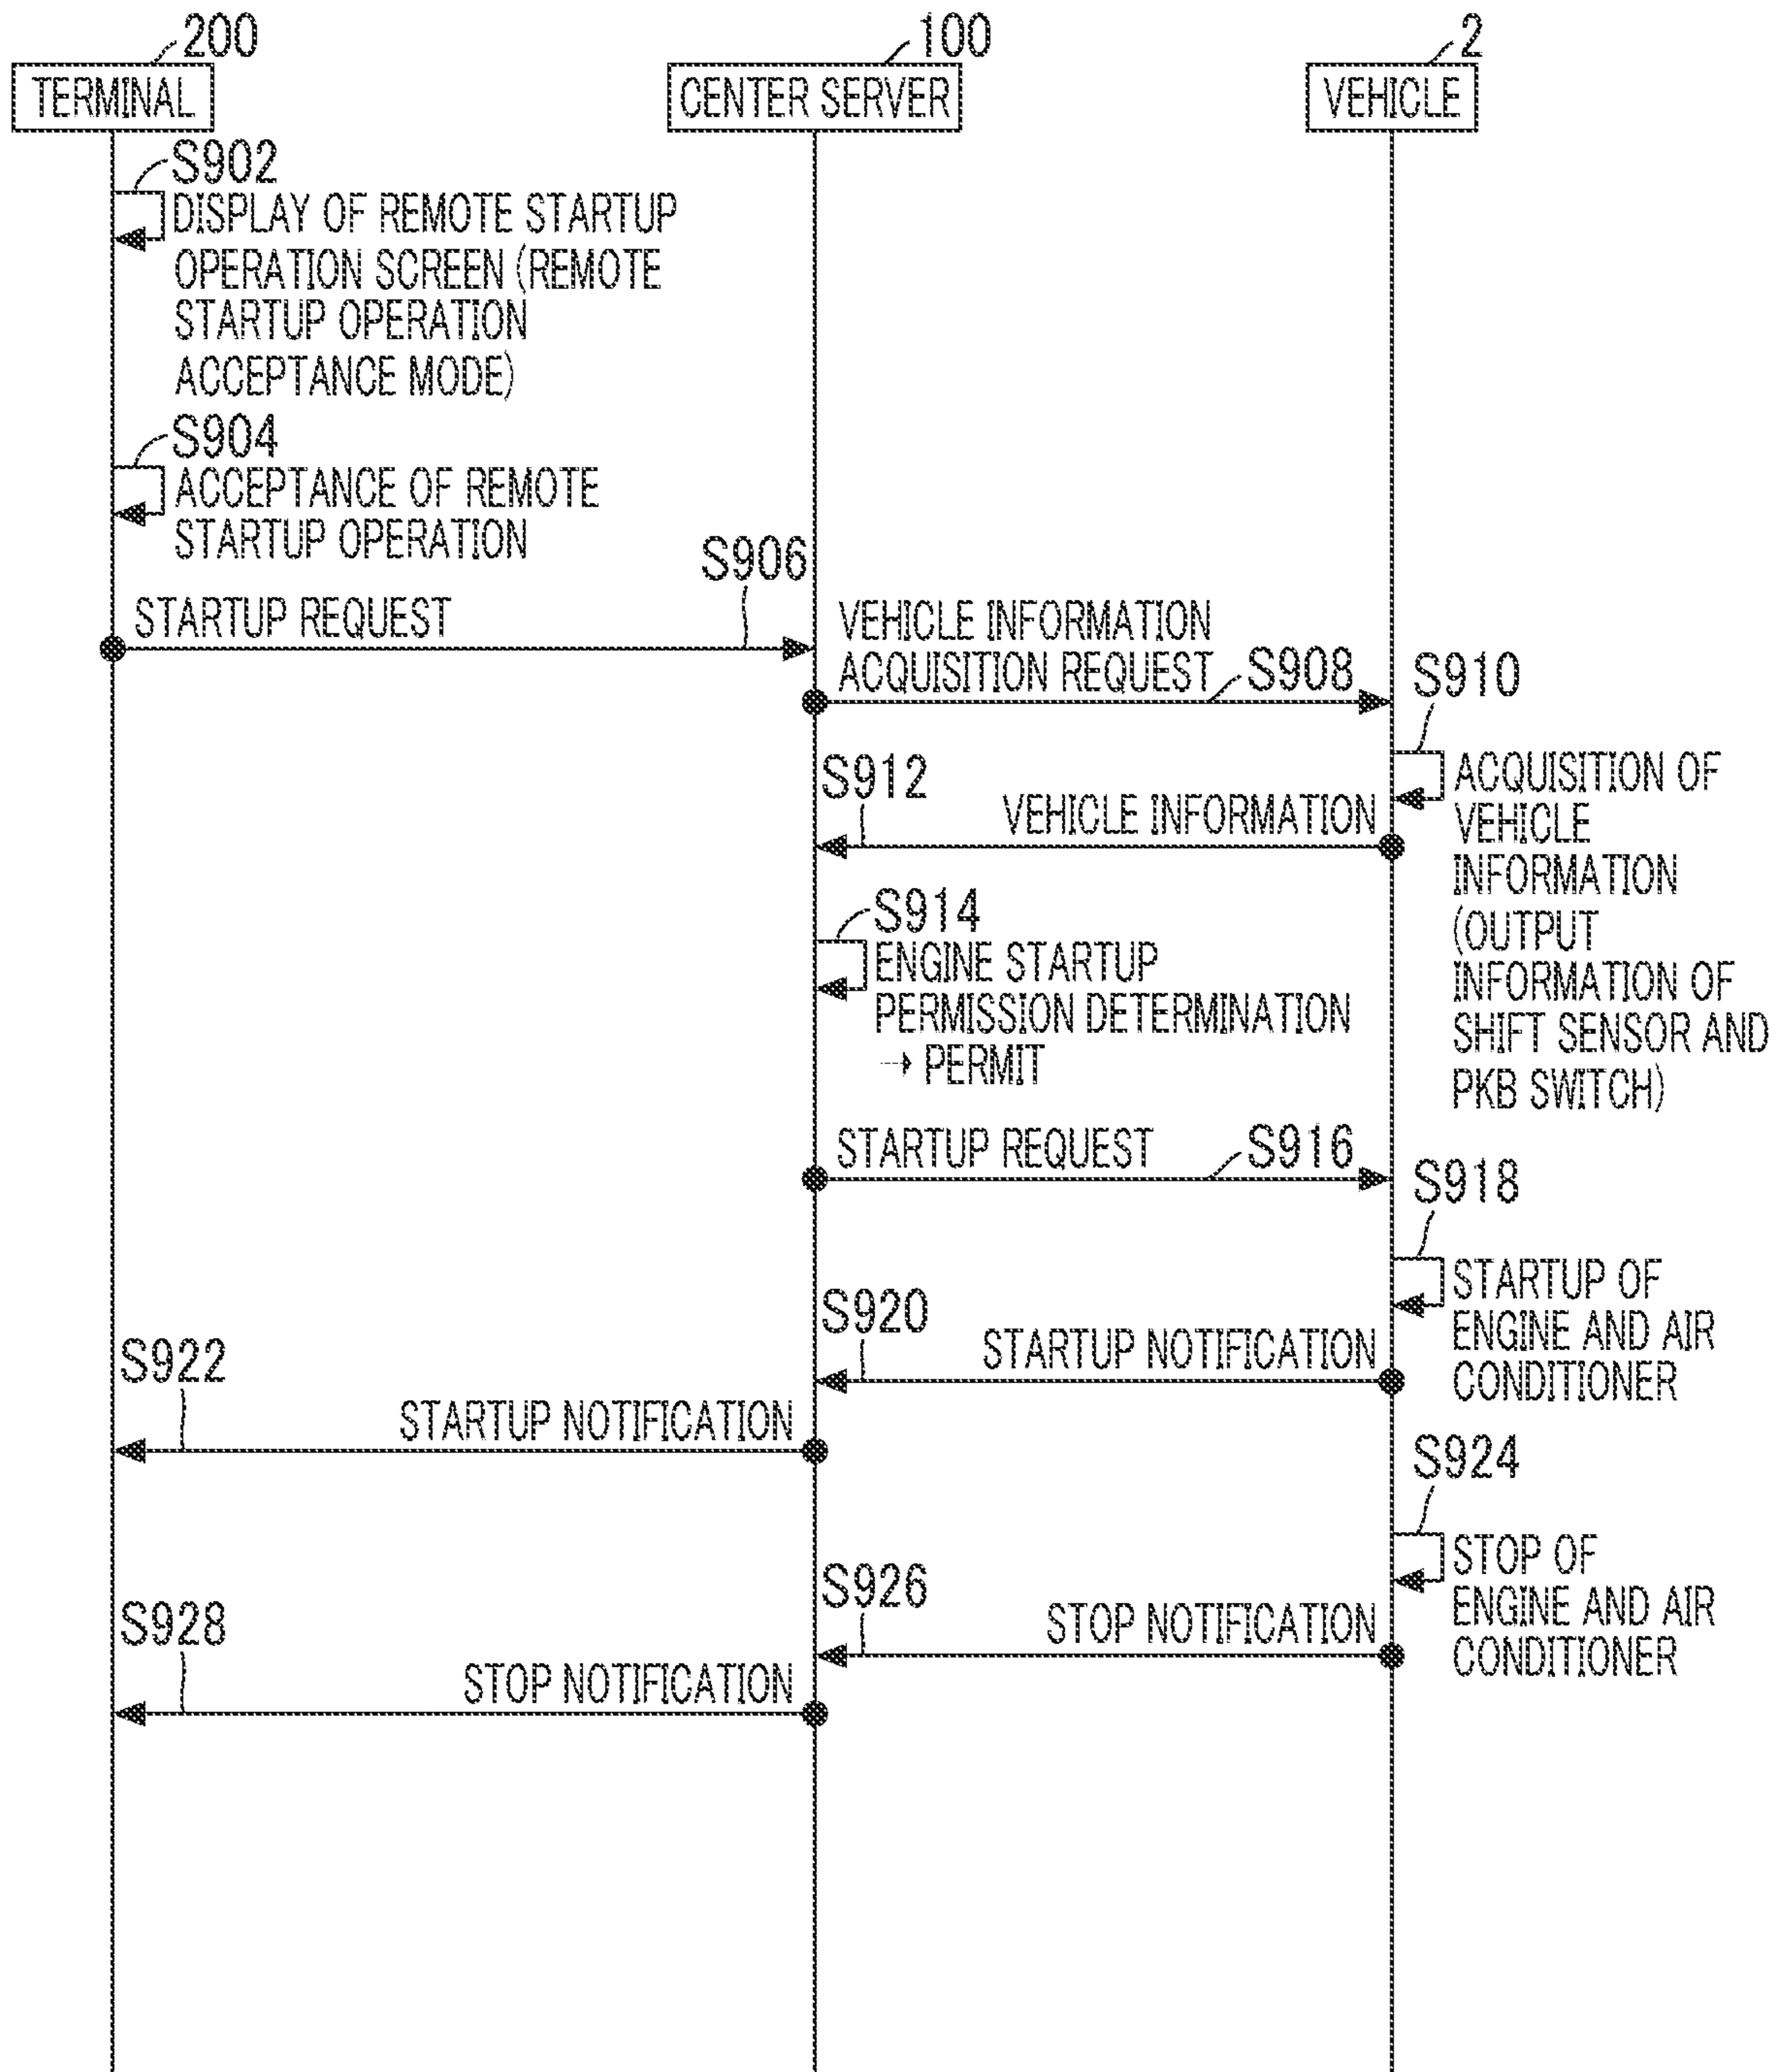 200
100
2
TERMINAL
CENTER SERVER
VEHICLE
S902
DISPLAY OF REMOTE STARTUP
OPERATION SCREEN (REMOTE
STARTUP OPERATION
ACCEPTANCE MODE)
S904
ACCEPTANCE OF REMOTE
STARTUP OPERATION
S906
STARTUP REQUEST
VEHICLE INFORMATION
ACQUISITION REQUEST
S908
S910
ACQUISITION OF
VEHICLE
INFORMATION
(OUTPUT
INFORMATION OF
SHIFT SENSOR AND
PKB SWITCH)
S912
VEHICLE INFORMATION
S914
ENGINE STARTUP
PERMISSION DETERMINATION
→ PERMIT
STARTUP REQUEST
S916
S918
STARTUP OF
ENGINE AND AIR
CONDITIONER
S920
STARTUP NOTIFICATION
S922
STARTUP NOTIFICATION
S924
STOP OF
ENGINE AND AIR
CONDITIONER
S926
STOP NOTIFICATION
S928
STOP NOTIFICATION